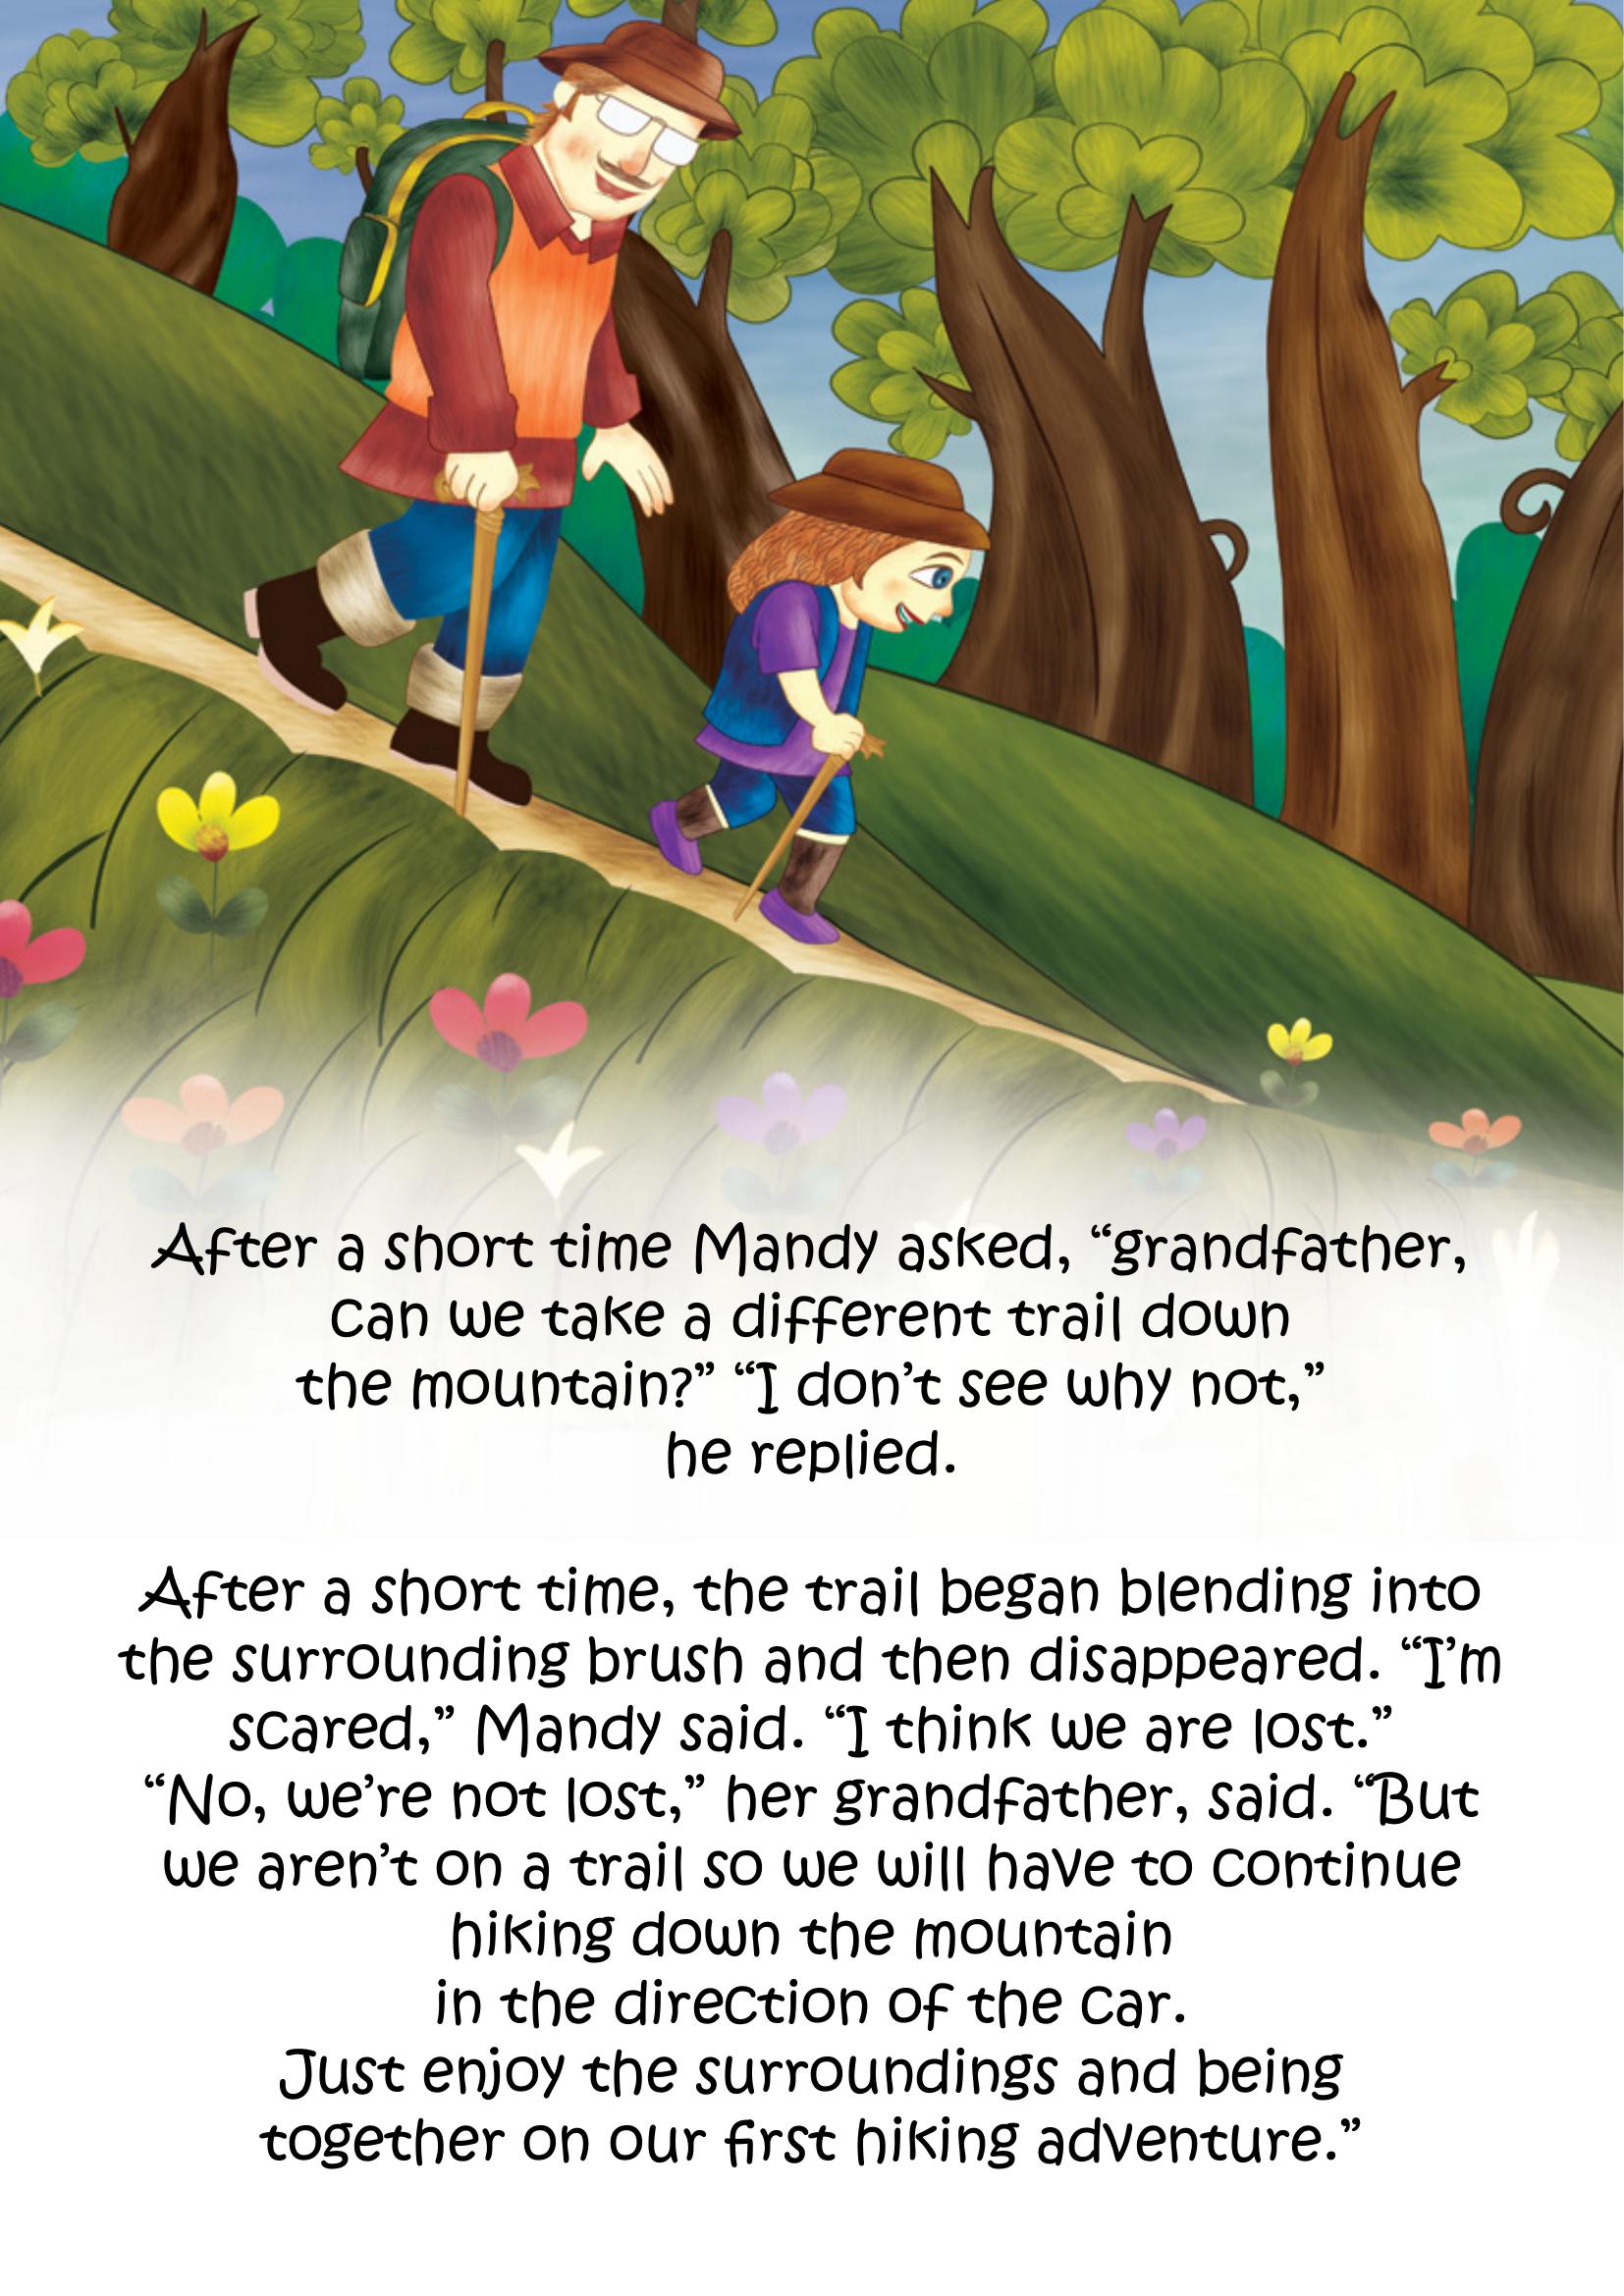 After a short time Mandy asked, “grandfather,
can we take a different trail down
the mountain?” “I don’t see why not,”
he replied.
After a short time, the trail began blending into
the surrounding brush and then disappeared. “I’m
scared,” Mandy said. “I think we are lost.”
“No, we’re not lost,” her grandfather, said. “But
we aren’t on a trail so we will have to continue
hiking down the mountain
in the direction of the car.
Just enjoy the surroundings and being
together on our first hiking adventure.”